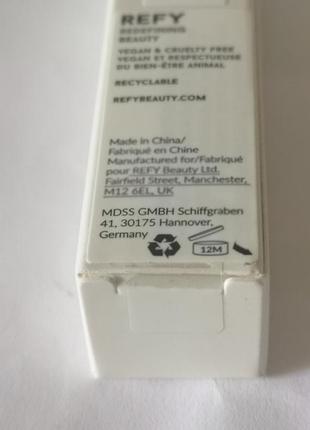 REFY
REDEFINING
BEAUTY
VEGAN & CRUELTY FREE
VEGAN ET RESPECTUEUSE
DU BIEN-ÊTRE ANIMAL
RECYCLABLE
REFYBEAUTY.COM
Made in China/
Fabriqué en Chine
Manufactured for/Fabriqué
pour REFY Beauty Ltd.
Fairfield Street, Manchester,
M12 6EL, UK
MDSS GMBH Schiffgraben
41, 30175 Hannover,
Germany
12M